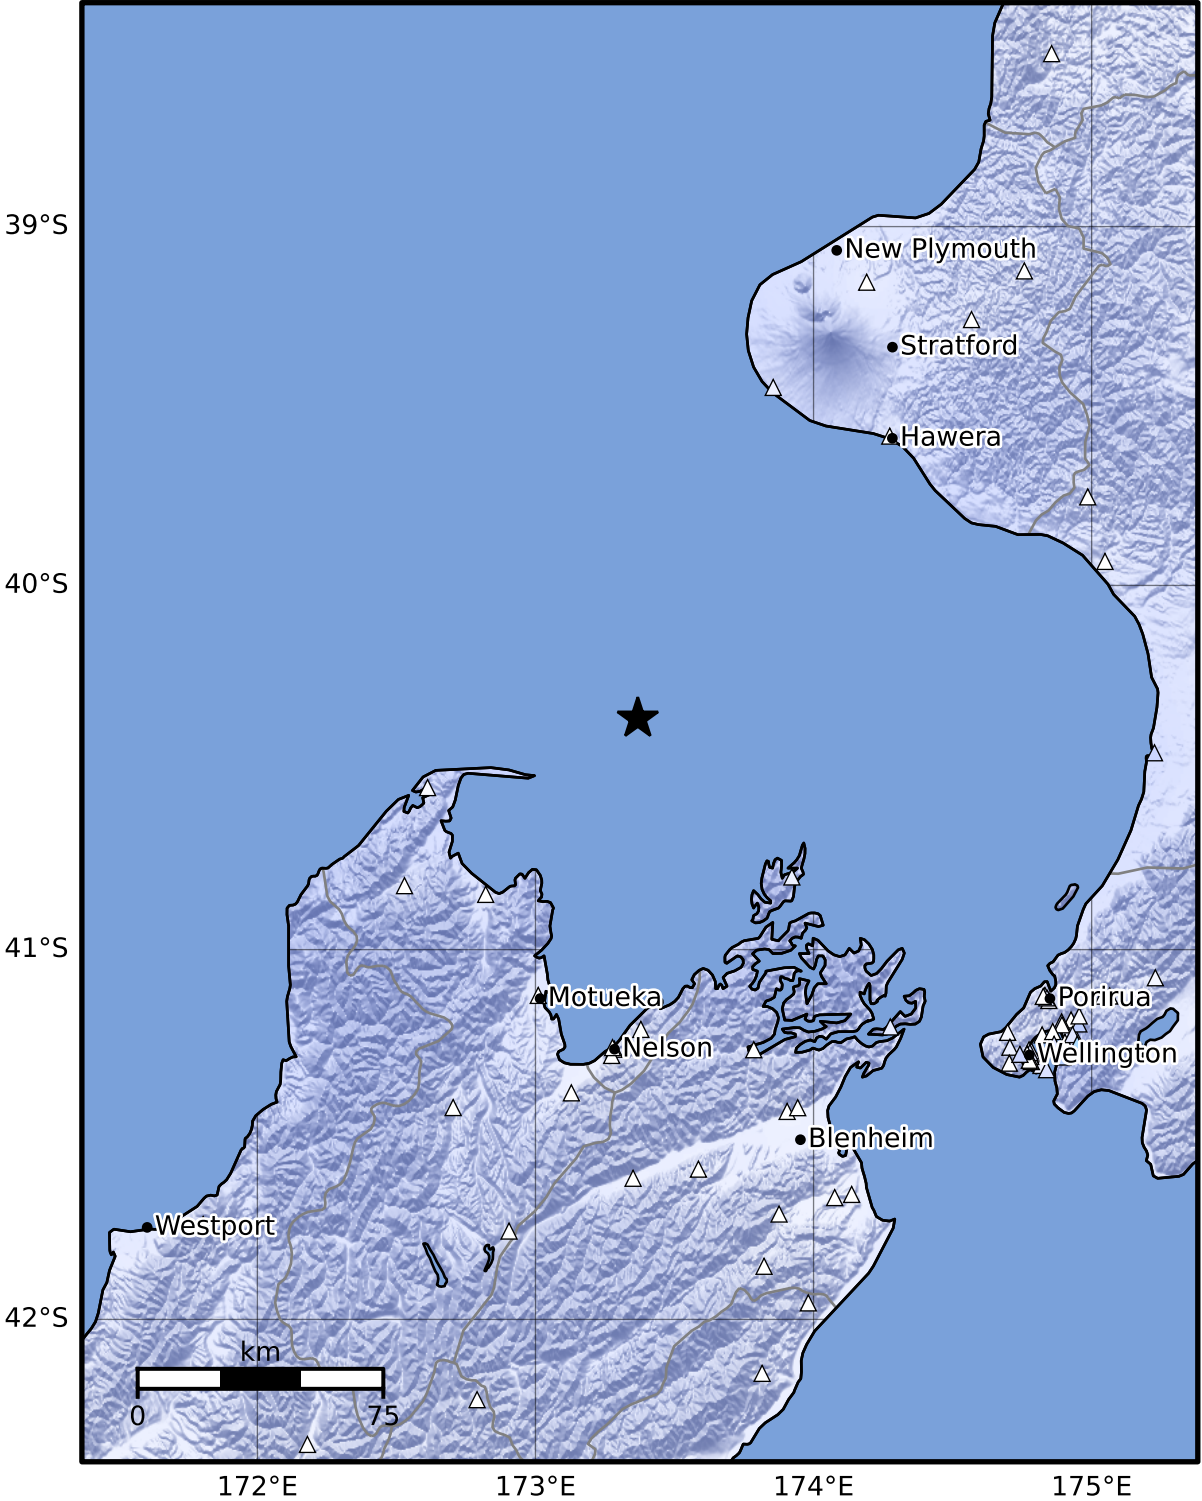 39°S
New Plymouth
Stratford
Hawera
40°S
41°S
Motueka
Porirua
Nelson
Wellington
Blenheim
Westport
42°S
km
0
75
172°E
173°E
174°E
175°E